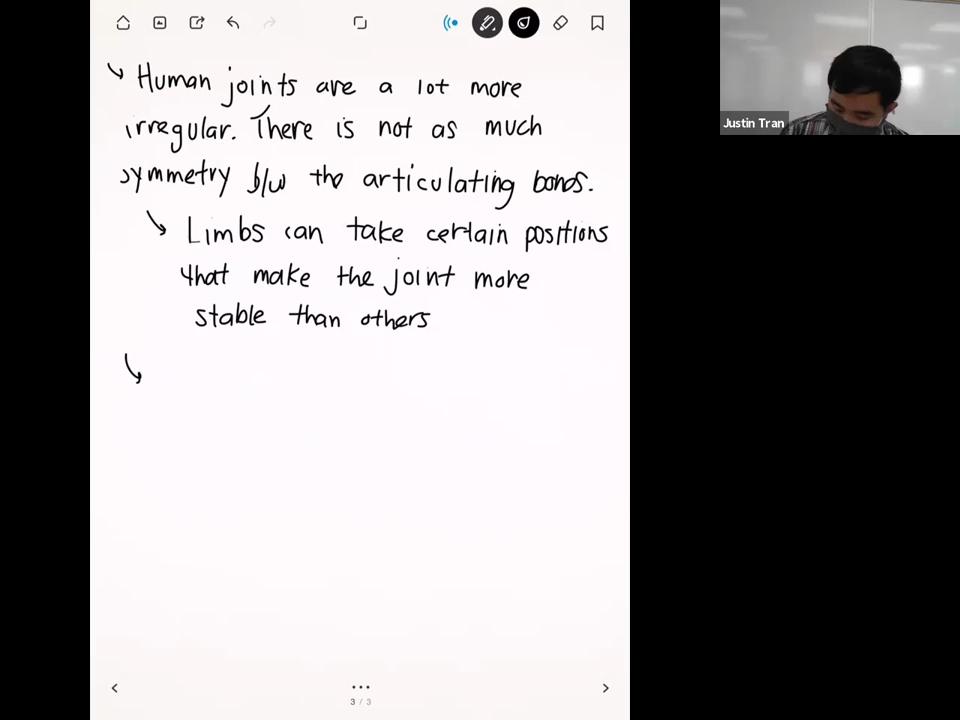 ↘ Human joints are a lot more
irregular. There is not as much
symmetry b/w the articulating bones.
↘ Limbs can take certain positions
that make the joint more
stable than others
↘
3 / 3
Justin Tran